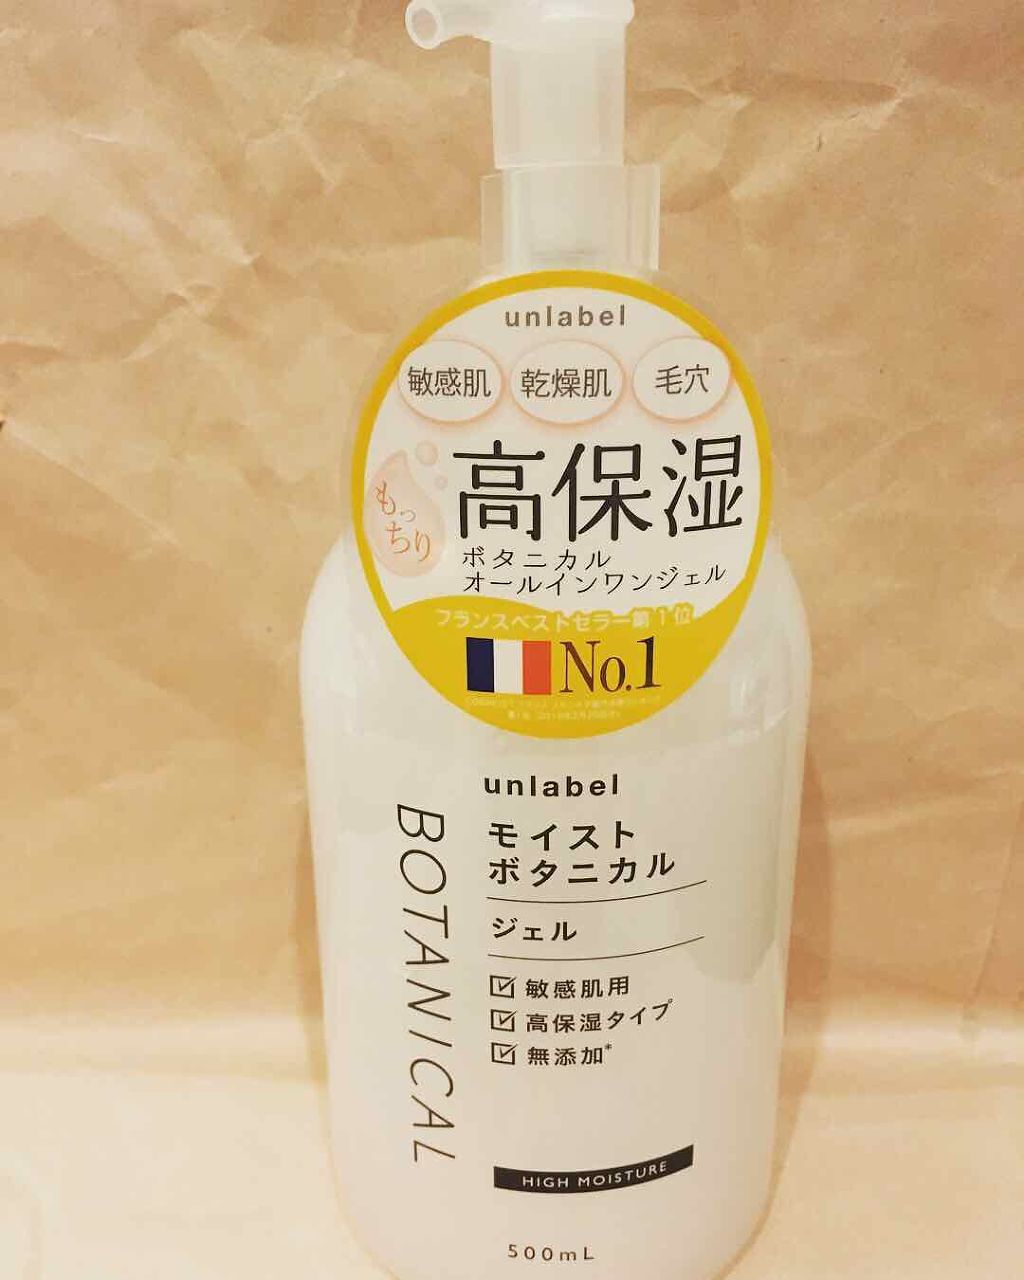 unlabel
敏感肌 乾燥肌 毛穴
もっちり
高保湿
ボタニカル
オールインワンジェル
フランスベストセラー第1位
No.1
unlabel
モイスト
ボタニカル
ジェル
☑ 敏感肌用
☑ 高保湿タイプ
☑ 無添加*
BOTANICAL
HIGH MOISTURE
500mL